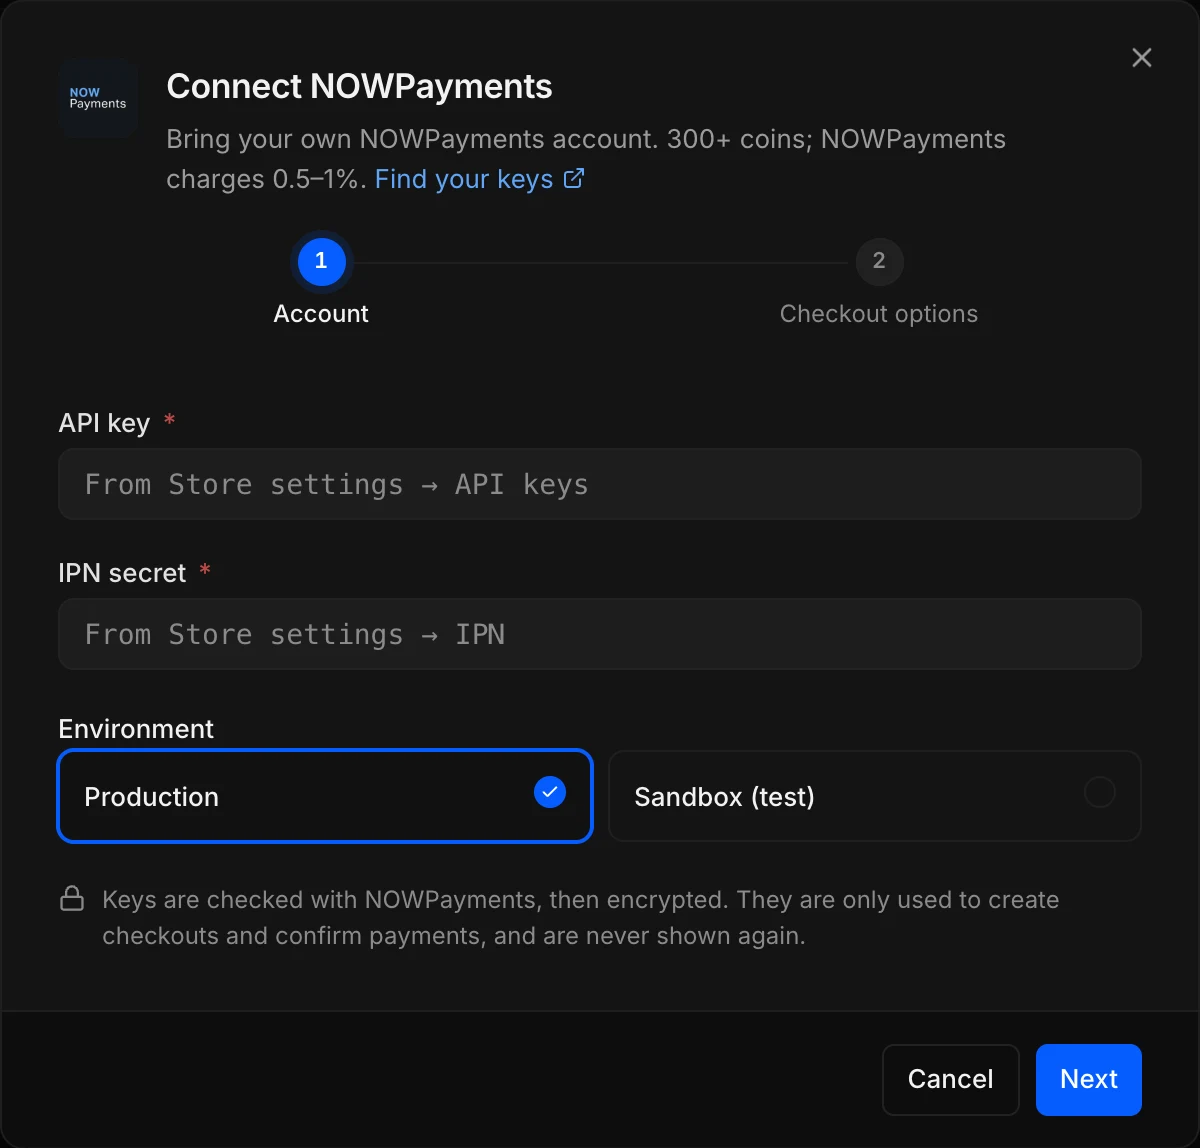 NOW
Payments
Connect NOWPayments
Bring your own NOWPayments account. 300+ coins; NOWPayments
charges 0.5–1%. Find your keys
1
2
Account
Checkout options
API key *
From Store settings → API keys
IPN secret *
From Store settings → IPN
Environment
Production
Sandbox (test)
Keys are checked with NOWPayments, then encrypted. They are only used to create
checkouts and confirm payments, and are never shown again.
Cancel
Next